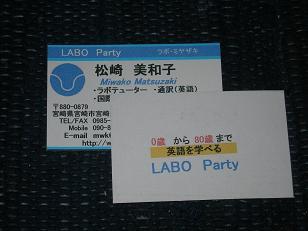 LABO Party ラボ・ミヤザキ
松崎 美和子
Miwako Matsuzaki
・ラボテューター ・通訳(英語)
・国際
〒880-0879
宮崎県宮崎市宮崎
TEL/FAX 0985-
Mobile 090-8
E-mail mwk
http://w
0歳 から 80歳 まで
英語を学べる
LABO Party